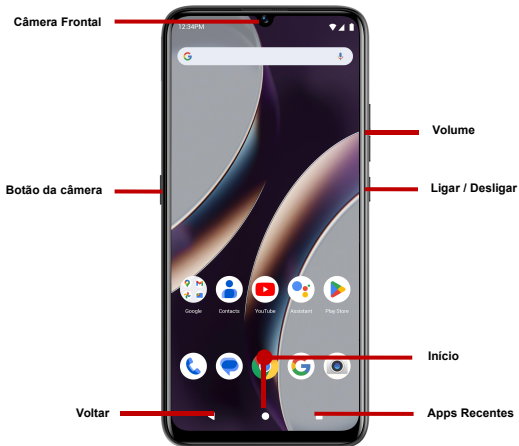 Câmera Frontal
12:34PM
Volume
Botão da câmera
Ligar / Desligar
Google
Contacts
YouTube
Assistant
Play Store
Início
Voltar
Apps Recentes